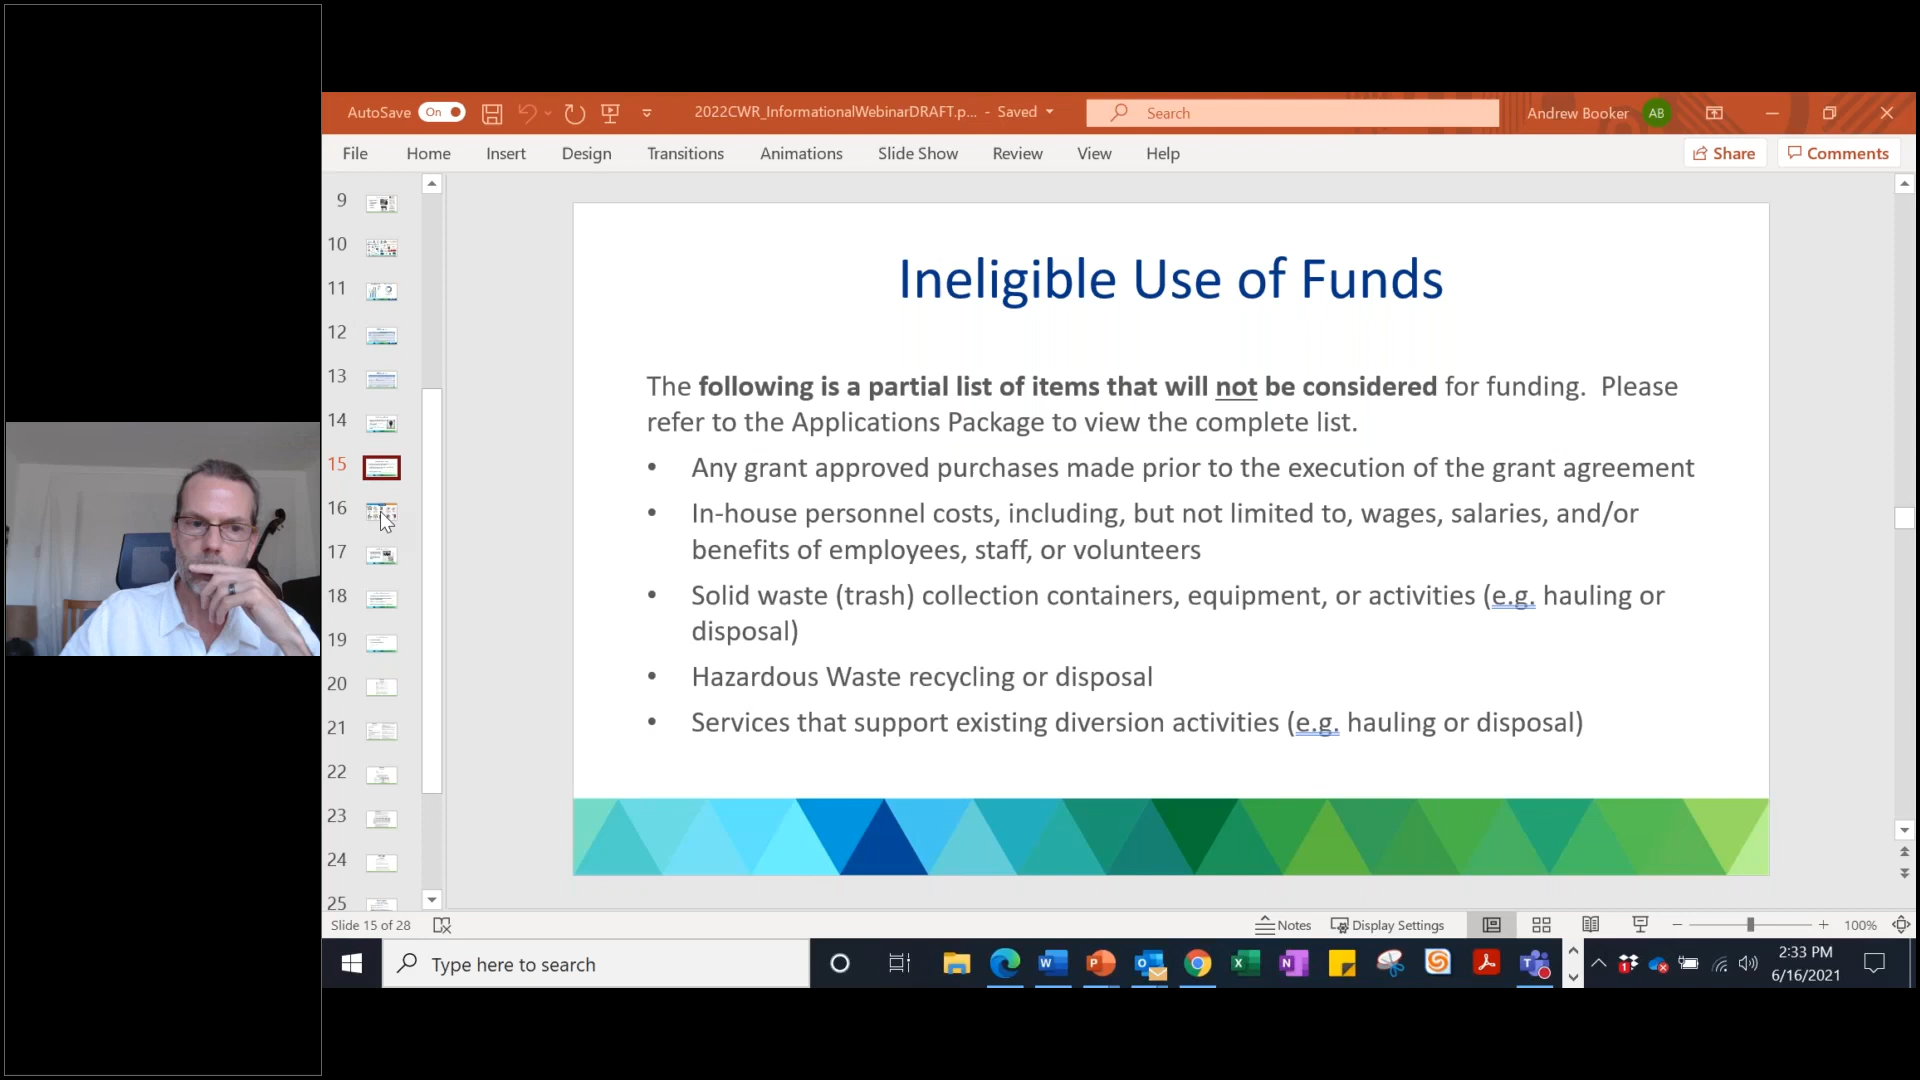 AutoSave On 2022CWR_InformationalWebinarDRAFT.p... - Saved Search Andrew Booker AB
File Home Insert Design Transitions Animations Slide Show Review View Help Share Comments
9
10
11
12
13
14
15
16
17
18
19
20
21
22
23
24
25
Ineligible Use of Funds
The following is a partial list of items that will not be considered for funding. Please
refer to the Applications Package to view the complete list.
• Any grant approved purchases made prior to the execution of the grant agreement
• In-house personnel costs, including, but not limited to, wages, salaries, and/or
benefits of employees, staff, or volunteers
• Solid waste (trash) collection containers, equipment, or activities (e.g. hauling or
disposal)
• Hazardous Waste recycling or disposal
• Services that support existing diversion activities (e.g. hauling or disposal)
Slide 15 of 28 Notes Display Settings 100%
Type here to search 2:33 PM
6/16/2021